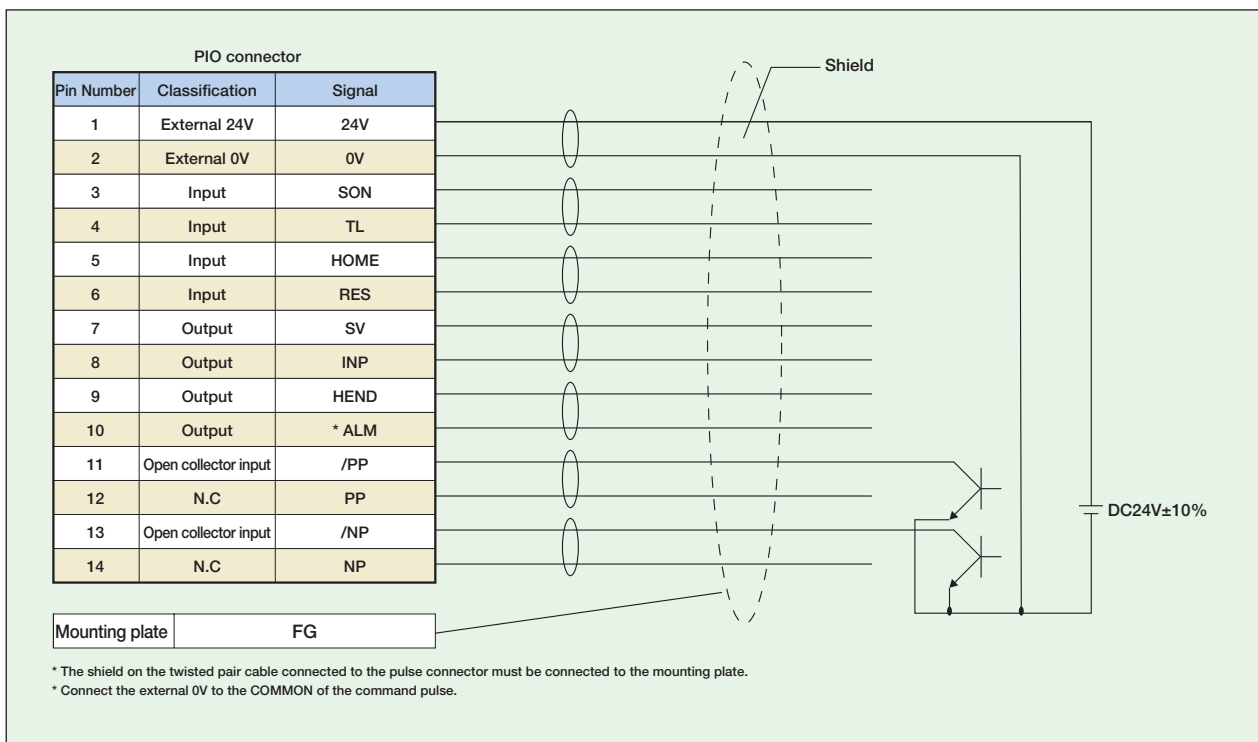 PIO connector
Shield
Pin Number Classification Signal
1 External 24V 24V
2 External 0V 0V
3 Input SON
4 Input TL
5 Input HOME
6 Input RES
7 Output SV
8 Output INP
9 Output HEND
10 Output * ALM
11 Open collector input /PP
12 N.C PP
13 Open collector input /NP
14 N.C NP
DC24V±10%
Mounting plate FG
* The shield on the twisted pair cable connected to the pulse connector must be connected to the mounting plate.
* Connect the external 0V to the COMMON of the command pulse.